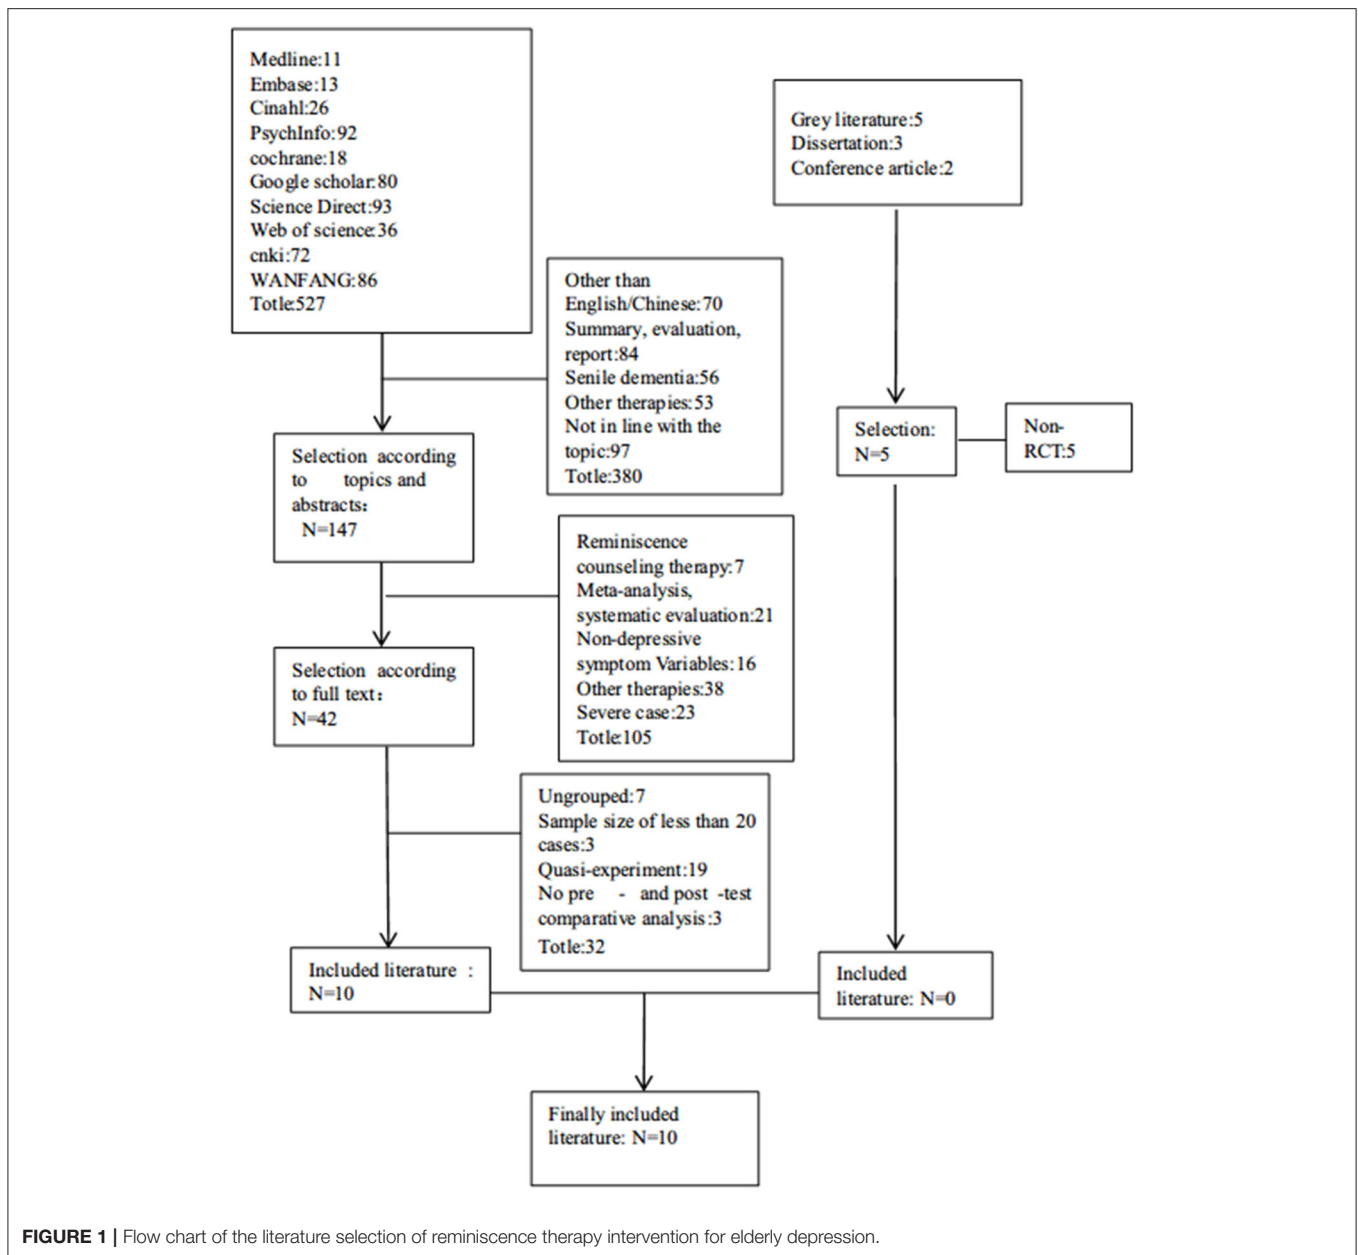 Medline:11
Embase:13
Cinahl:26
PsychInfo:92
cochrane:18
Google scholar:80
Science Direct:93
Web of science:36
cnki:72
WANFANG:86
Totle:527
Grey literature:5
Dissertation:3
Conference article:2
Other than
English/Chinese:70
Summary, evaluation,
report:84
Senile dementia:56
Other therapies:53
Not in line with the
topic:97
Totle:380
Selection according
to topics and
abstracts:
N=147
Selection:
N=5
Non-
RCT:5
Reminiscence
counseling therapy:7
Meta-analysis,
systematic evaluation:21
Non-depressive
symptom Variables:16
Other therapies:38
Severe case:23
Totle:105
Selection according
to full text:
N=42
Ungrouped:7
Sample size of less than 20
cases:3
Quasi-experiment:19
No pre - and post -test
comparative analysis:3
Totle:32
Included literature :
N=10
Included
literature: N=0
Finally included
literature: N=10
FIGURE 1 | Flow chart of the literature selection of reminiscence therapy intervention for elderly depression.